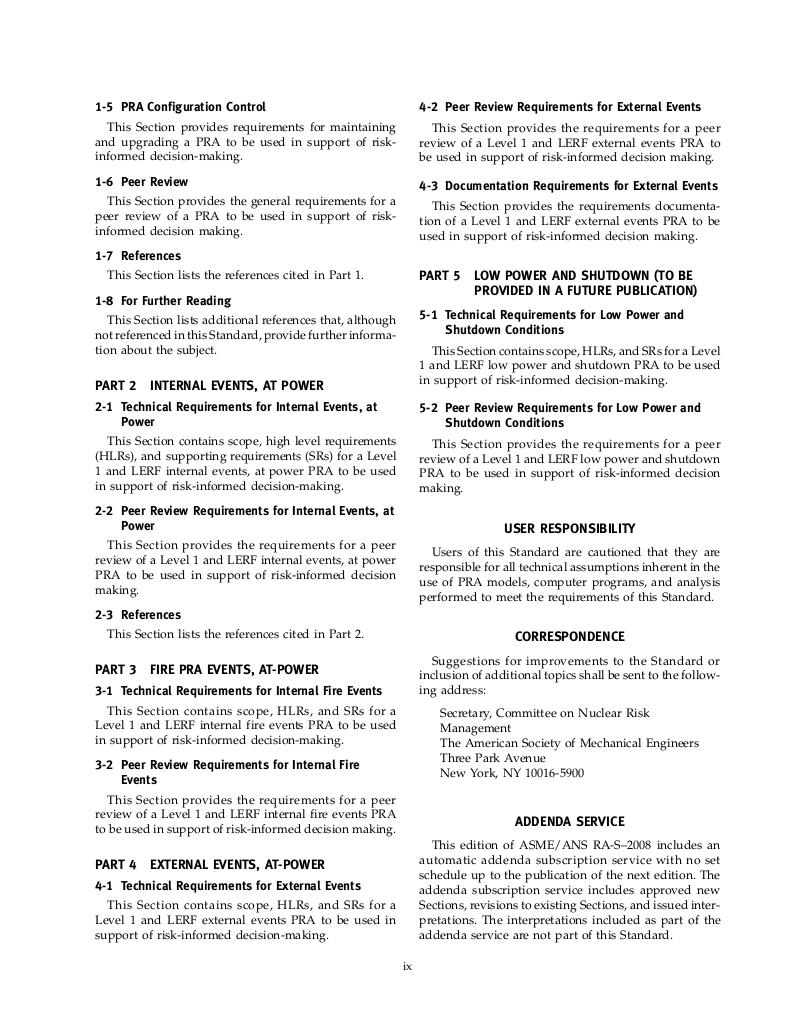 1-5 PRA Configuration Control
This Section provides requirements for maintaining
and upgrading a PRA to be used in support of risk-
informed decision-making.
1-6 Peer Review
This Section provides the general requirements for a
peer review of a PRA to be used in support of risk-
informed decision making.
1-7 References
This Section lists the references cited in Part 1.
1-8 For Further Reading
This Section lists additional references that, although
not referenced in this Standard, provide further informa-
tion about the subject.
PART 2 INTERNAL EVENTS, AT POWER
2-1 Technical Requirements for Internal Events, at
Power
This Section contains scope, high level requirements
(HLRs), and supporting requirements (SRs) for a Level
1 and LERF internal events, at power PRA to be used
in support of risk-informed decision-making.
2-2 Peer Review Requirements for Internal Events, at
Power
This Section provides the requirements for a peer
review of a Level 1 and LERF internal events, at power
PRA to be used in support of risk-informed decision
making.
2-3 References
This Section lists the references cited in Part 2.
PART 3 FIRE PRA EVENTS, AT-POWER
3-1 Technical Requirements for Internal Fire Events
This Section contains scope, HLRs, and SRs for a
Level 1 and LERF internal fire events PRA to be used
in support of risk-informed decision-making.
3-2 Peer Review Requirements for Internal Fire
Events
This Section provides the requirements for a peer
review of a Level 1 and LERF internal fire events PRA
to be used in support of risk-informed decision making.
PART 4 EXTERNAL EVENTS, AT-POWER
4-1 Technical Requirements for External Events
This Section contains scope, HLRs, and SRs for a
Level 1 and LERF external events PRA to be used in
support of risk-informed decision-making.
4-2 Peer Review Requirements for External Events
This Section provides the requirements for a peer
review of a Level 1 and LERF external events PRA to
be used in support of risk-informed decision making.
4-3 Documentation Requirements for External Events
This Section provides the requirements documenta-
tion of a Level 1 and LERF external events PRA to be
used in support of risk-informed decision making.
PART 5 LOW POWER AND SHUTDOWN (TO BE
PROVIDED IN A FUTURE PUBLICATION)
5-1 Technical Requirements for Low Power and
Shutdown Conditions
This Section contains scope, HLRs, and SRs for a Level
1 and LERF low power and shutdown PRA to be used
in support of risk-informed decision-making.
5-2 Peer Review Requirements for Low Power and
Shutdown Conditions
This Section provides the requirements for a peer
review of a Level 1 and LERF low power and shutdown
PRA to be used in support of risk-informed decision
making.
USER RESPONSIBILITY
Users of this Standard are cautioned that they are
responsible for all technical assumptions inherent in the
use of PRA models, computer programs, and analysis
performed to meet the requirements of this Standard.
CORRESPONDENCE
Suggestions for improvements to the Standard or
inclusion of additional topics shall be sent to the follow-
ing address:
Secretary, Committee on Nuclear Risk
Management
The American Society of Mechanical Engineers
Three Park Avenue
New York, NY 10016-5900
ADDENDA SERVICE
This edition of ASME/ANS RA-S–2008 includes an
automatic addenda subscription service with no set
schedule up to the publication of the next edition. The
addenda subscription service includes approved new
Sections, revisions to existing Sections, and issued inter-
pretations. The interpretations included as part of the
addenda service are not part of this Standard.
ix